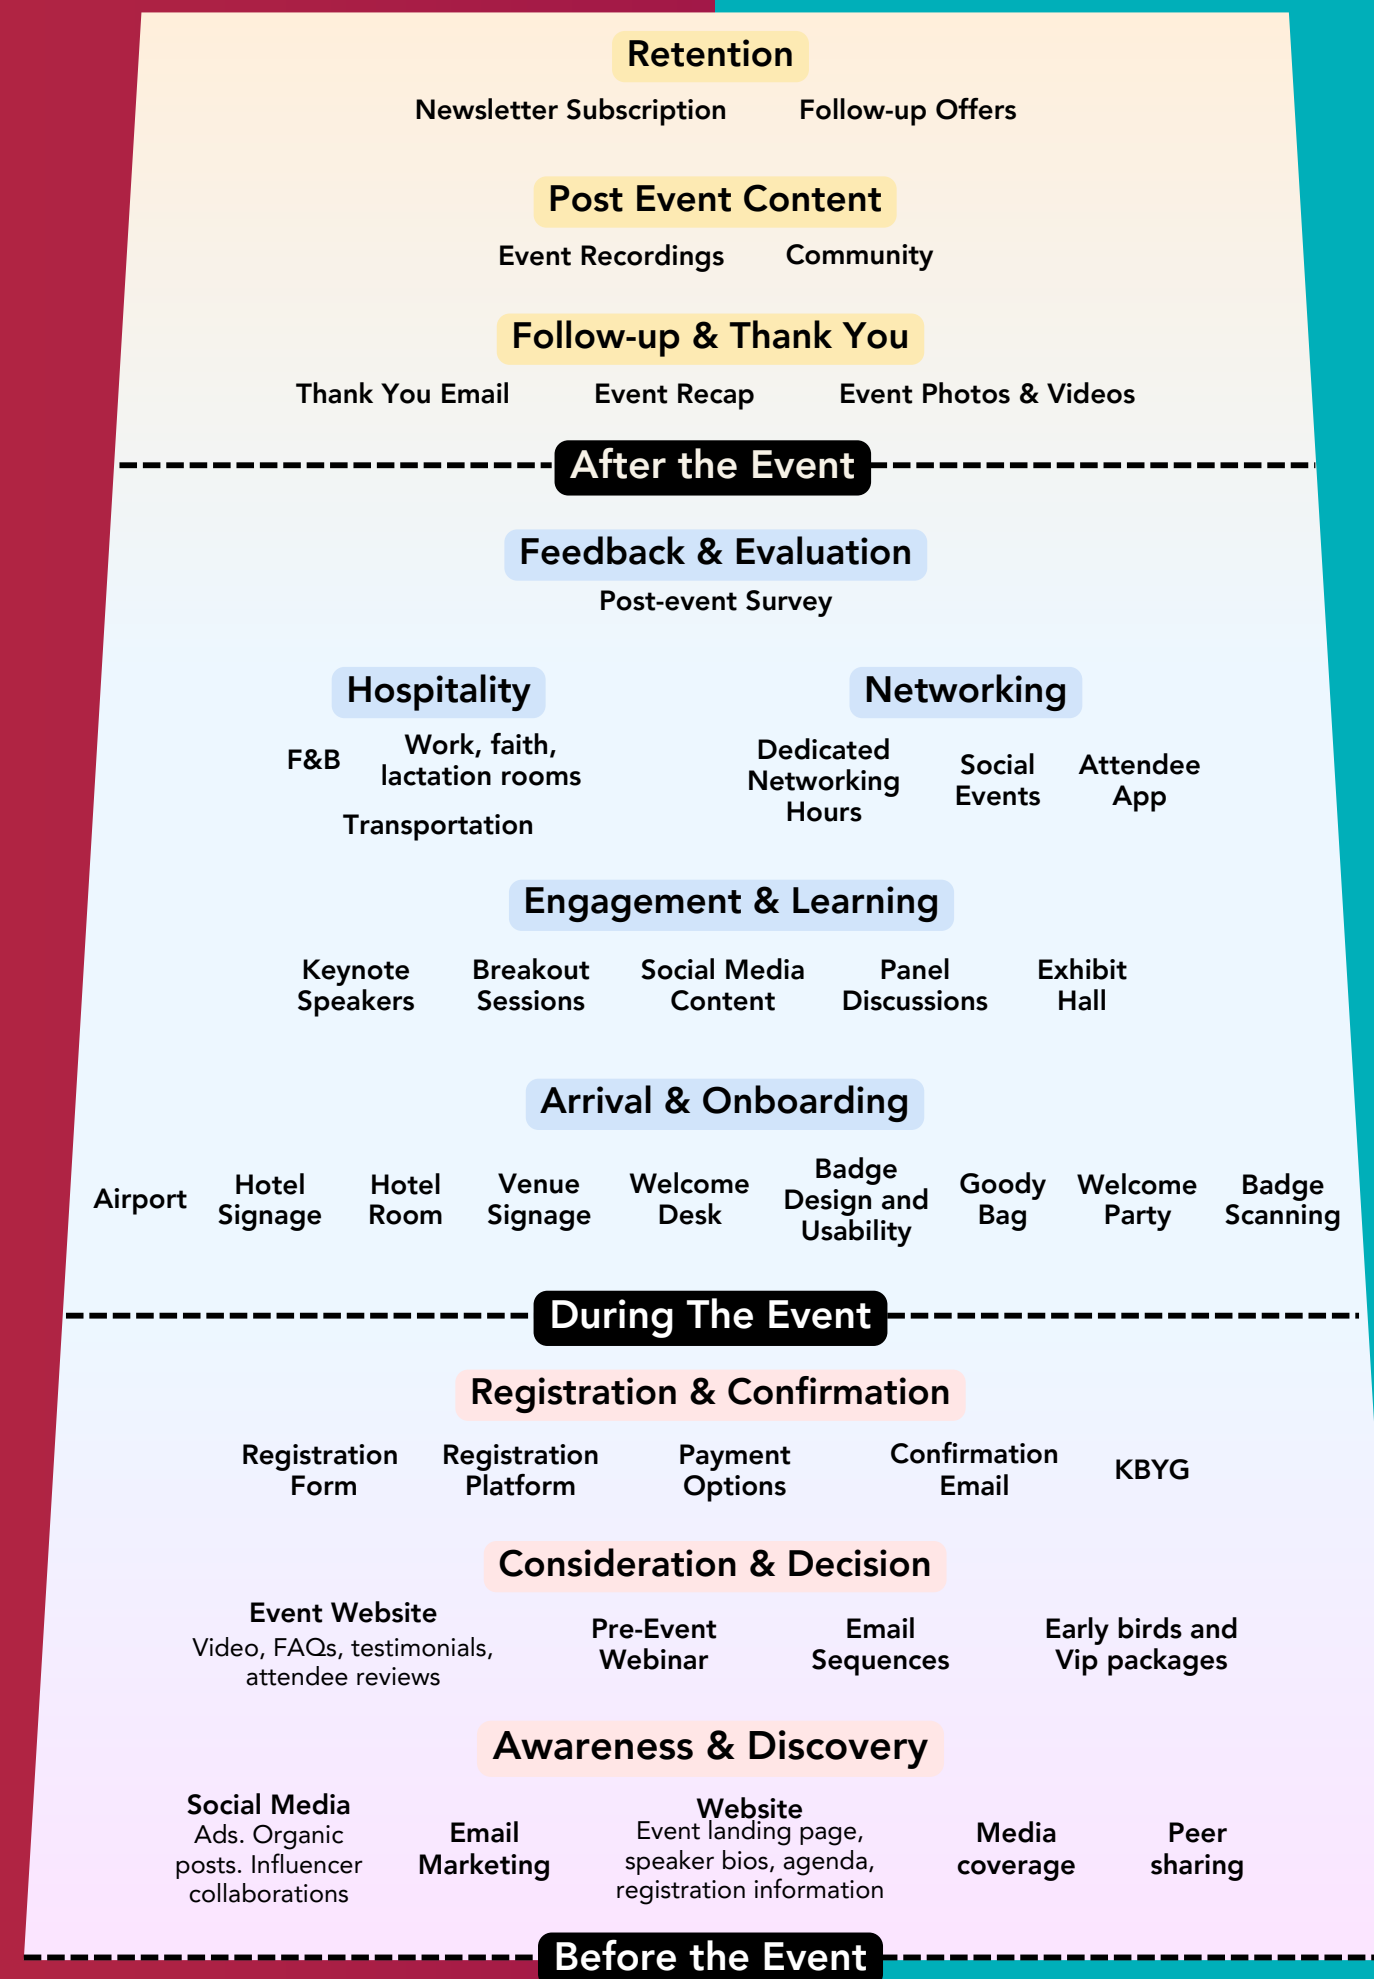 Retention
Newsletter Subscription
Follow-up Offers
Post Event Content
Event Recordings
Community
Follow-up & Thank You
Thank You Email
Event Recap
Event Photos & Videos
After the Event
Feedback & Evaluation
Post-event Survey
Hospitality
F&B
Work, faith,
lactation rooms
Transportation
Networking
Dedicated
Networking
Hours
Social
Events
Attendee
App
Engagement & Learning
Keynote
Speakers
Breakout
Sessions
Social Media
Content
Panel
Discussions
Exhibit
Hall
Arrival & Onboarding
Airport
Hotel
Signage
Hotel
Room
Venue
Signage
Welcome
Desk
Badge
Design and
Usability
Goody
Bag
Welcome
Party
Badge
Scanning
During The Event
Registration & Confirmation
Registration
Form
Registration
Platform
Payment
Options
Confirmation
Email
KBYG
Consideration & Decision
Event Website
Video, FAQs, testimonials,
attendee reviews
Pre-Event
Webinar
Email
Sequences
Early birds and
Vip packages
Awareness & Discovery
Social Media
Ads. Organic
posts. Influencer
collaborations
Email
Marketing
Website
Event landing page,
speaker bios, agenda,
registration information
Media
coverage
Peer
sharing
Before the Event